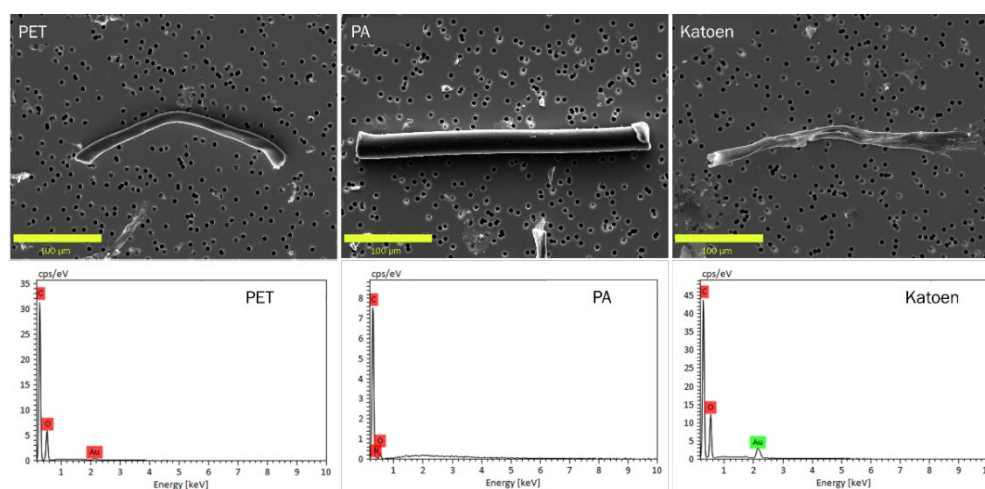 PET
PA
Katoen
100 µm
100 µm
100 µm
cps/eV
35
30
25
20
15
10
5
0
C
O
Au
PET
1 2 3 4 5 6 7 8 9 10
Energy [keV]
cps/eV
8
7
6
5
4
3
2
1
0
C
N
O
PA
1 2 3 4 5 6 7 8 9 10
Energy [keV]
cps/eV
45
40
35
30
25
20
15
10
5
0
C
O
Au
Katoen
1 2 3 4 5 6 7 8 9 10
Energy [keV]